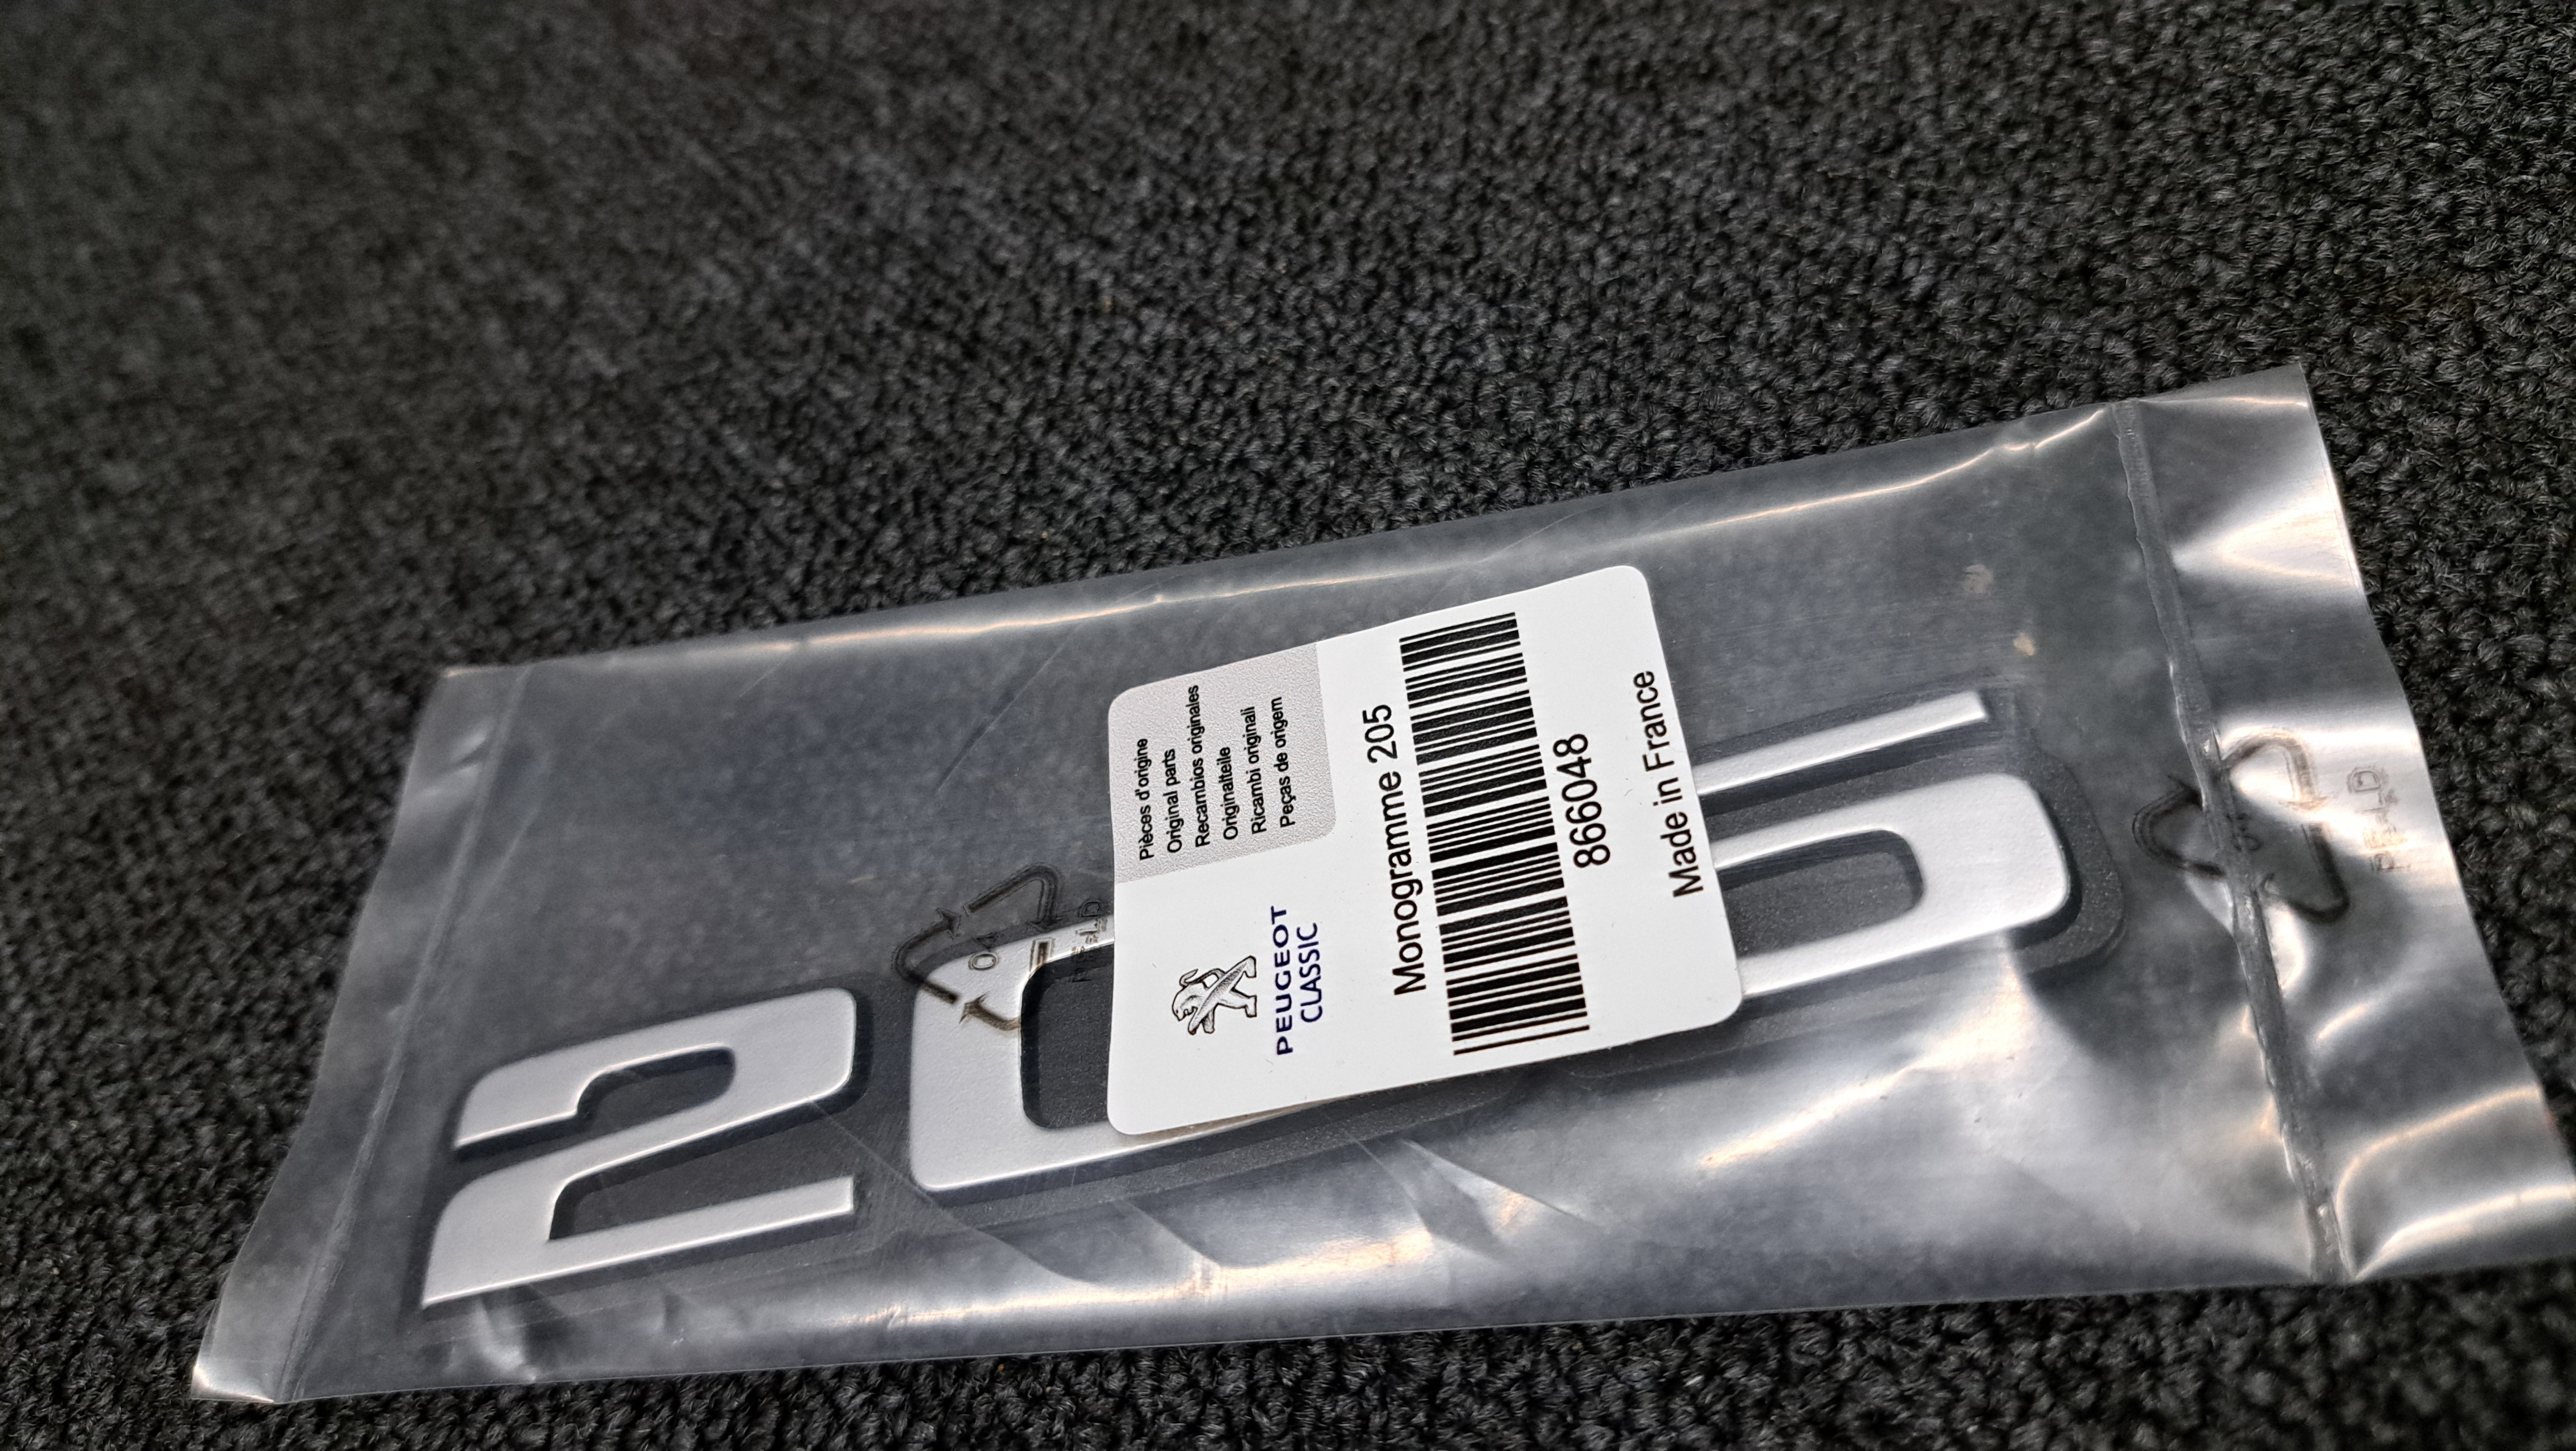 Pièces d'origine
Original parts
Recambios originales
Originalteile
Ricambi originali
Peças de origem
PEUGEOT
CLASSIC
Monogramme 205
866048
Made in France
205